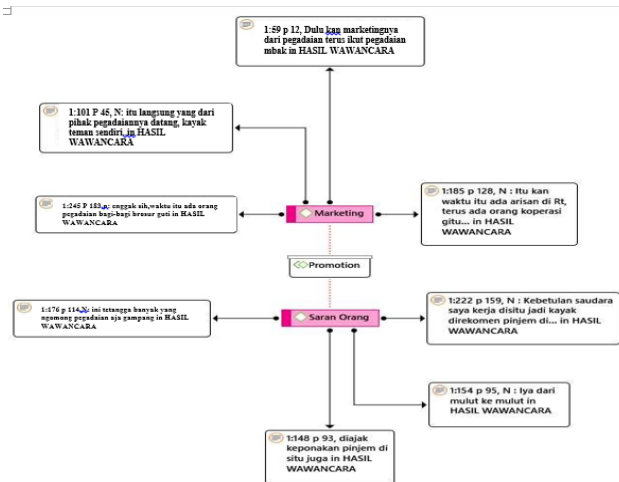 1:59 p 12, Dulu kan marketingnya
dari pegadaian terus ikut pegadaian
mbak in HASIL WAWANCARA
1:101 P 45, N: itu langsung yang dari
pihak pegadaiannya datang, kayak
teman sendiri, in HASIL
WAWANCARA
1:245 P 183,n: enggak sih,waktu itu ada orang
pegadaian bagi-bagi brosur guti in HASIL
WAWANCARA
Marketing
1:185 p 128, N : Itu kan
waktu itu ada arisan di Rt,
terus ada orang koperasi
gitu... in HASIL
WAWANCARA
Promotion
1:176 p 114,N: ini tetangga banyak yang
ngomong pegadaian aja gampang in HASIL
WAWANCARA
Saran Orang
1:222 p 159, N : Kebetulan saudara
saya kerja disitu jadi kayak
direkomen pinjem di... in HASIL
WAWANCARA
1:154 p 95, N : Iya dari
mulut ke mulut in
HASIL WAWANCARA
1:148 p 93, diajak
keponakan pinjem di
situ juga in HASIL
WAWANCARA